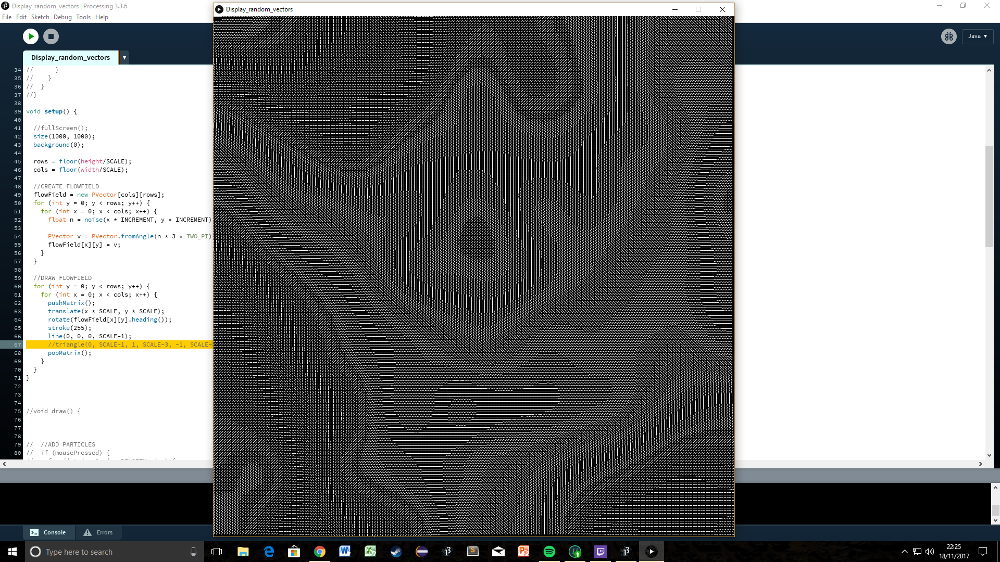 Display_random_vectors | Processing 3.3.6
File Edit Sketch Debug Tools Help
Java ▾
Display_random_vectors ▾
34 //      }
35 //    }
36 //  }
37 //}
38
39 void setup() {
40
41   //fullScreen();
42   size(1000, 1000);
43   background(0);
44
45   rows = floor(height/SCALE);
46   cols = floor(width/SCALE);
47
48   //CREATE FLOWFIELD
49   flowField = new PVector[cols][rows];
50   for (int y = 0; y < rows; y++) {
51     for (int x = 0; x < cols; x++) {
52       float n = noise(x * INCREMENT, y * INCREMENT)
53
54       PVector v = PVector.fromAngle(n * 3 * TWO_PI)
55       flowField[x][y] = v;
56     }
57   }
58
59   //DRAW FLOWFIELD
60   for (int y = 0; y < rows; y++) {
61     for (int x = 0; x < cols; x++) {
62       pushMatrix();
63       translate(x * SCALE, y * SCALE);
64       rotate(flowField[x][y].heading());
65       stroke(255);
66       line(0, 0, 0, SCALE-1);
67       //triangle(0, SCALE-1, 1, SCALE-3, -1, SCALE-
68       popMatrix();
69     }
70   }
71 }
72
73
74
75 //void draw() {
76
77
78
79 //  //ADD PARTICLES
80 //  if (mousePressed) {
Display_random_vectors
Console
Errors
Type here to search
22:25
18/11/2017